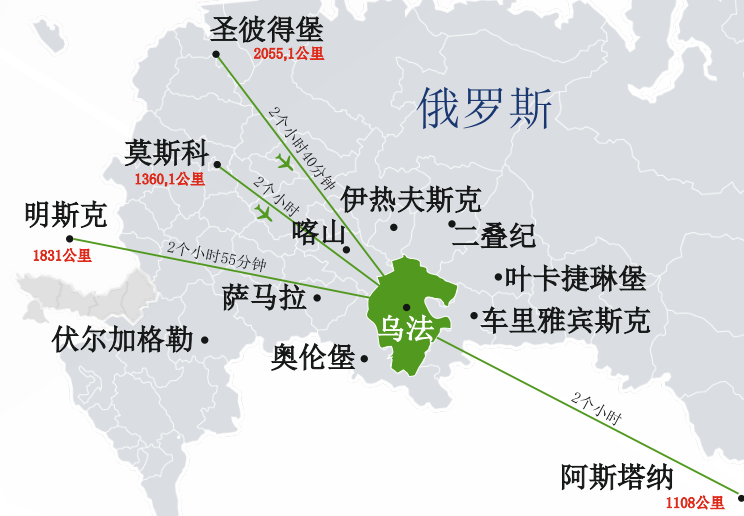 圣彼得堡
2055,1公里
俄罗斯
2个小时40分钟
莫斯科
1360,1公里
2个小时
伊热夫斯克
明斯克
1831公里
喀山
二叠纪
2个小时55分钟
叶卡捷琳堡
萨马拉
车里雅宾斯克
乌法
伏尔加格勒
奥伦堡
2个小时
阿斯塔纳
1108公里